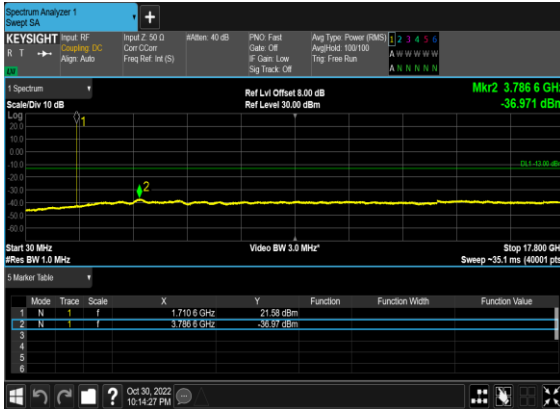 Spectrum Analyzer 1
Swept SA
+
KEYSIGHT Input: RF Input Z: 50 Ω #Atten: 40 dB PNO: Fast Avg Type: Power (RMS) 1 2 3 4 5 6
R T Coupling: DC Corr CCorr Gate: Off Avg|Hold: 100/100 A W W W W W
Align: Auto Freq Ref: Int (S) IF Gain: Low Trig: Free Run
Sig Track: Off A N N N N N
1 Spectrum Ref Lvl Offset 8.00 dB Mkr2 3.786 6 GHz
Scale/Div 10 dB Ref Level 30.00 dBm -36.971 dBm
Log
1
20.0
10.0
0.00
-10.0 DL1 -13.00 dBm
-20.0
-30.0
2
-40.0
-50.0
-60.0
Start 30 MHz Video BW 3.0 MHz* Stop 17.800 GHz
#Res BW 1.0 MHz Sweep ~35.1 ms (40001 pts)
5 Marker Table
Mode Trace Scale X Y Function Function Width Function Value
1 N 1 f 1.710 6 GHz 21.58 dBm
2 N 1 f 3.786 6 GHz -36.97 dBm
3
4
5
6
? Oct 30, 2022
10:14:27 PM